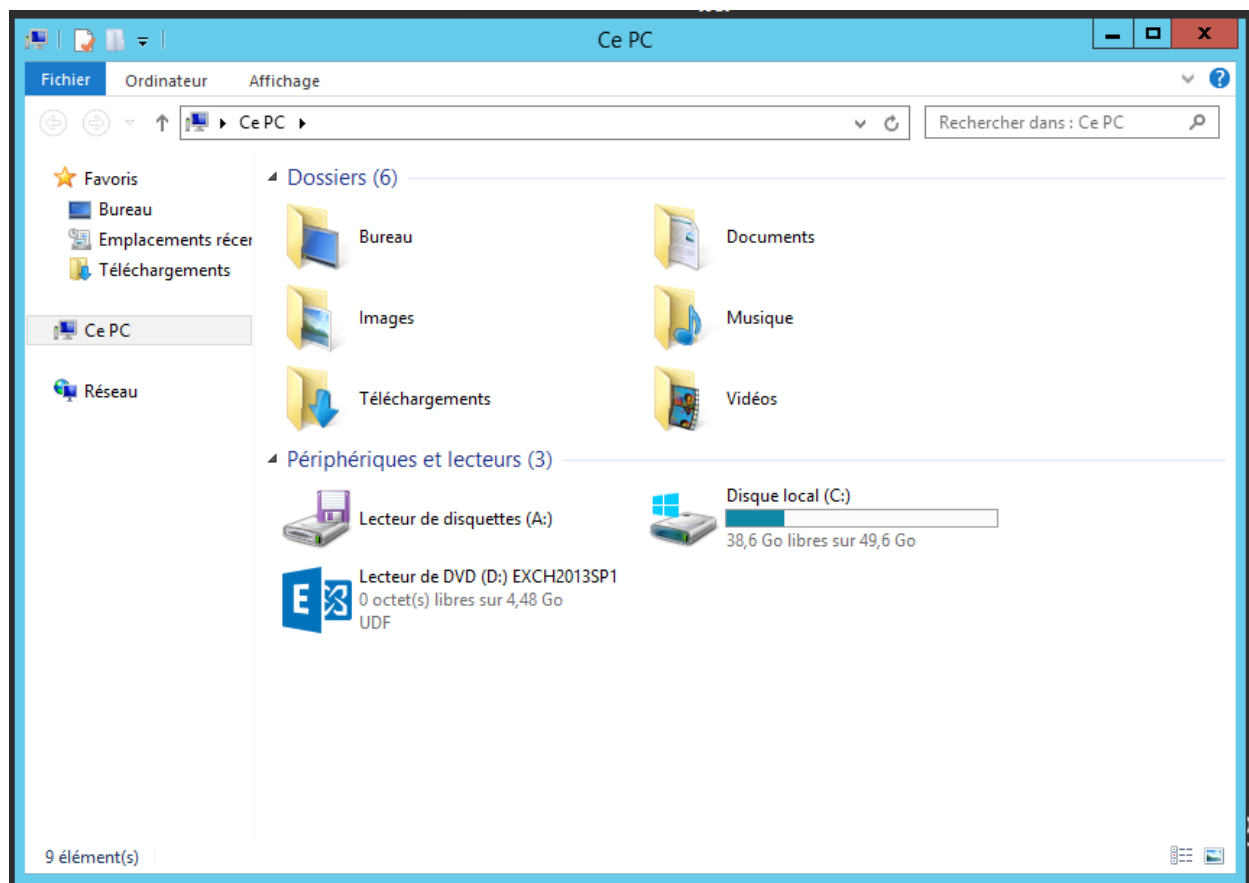 Ce PC
Fichier Ordinateur Affichage
Ce PC
Rechercher dans : Ce PC
Favoris
Bureau
Emplacements récer
Téléchargements
Ce PC
Réseau
Dossiers (6)
Bureau
Documents
Images
Musique
Téléchargements
Vidéos
Périphériques et lecteurs (3)
Lecteur de disquettes (A:)
Disque local (C:)
38,6 Go libres sur 49,6 Go
Lecteur de DVD (D:) EXCH2013SP1
0 octet(s) libres sur 4,48 Go
UDF
9 élément(s)